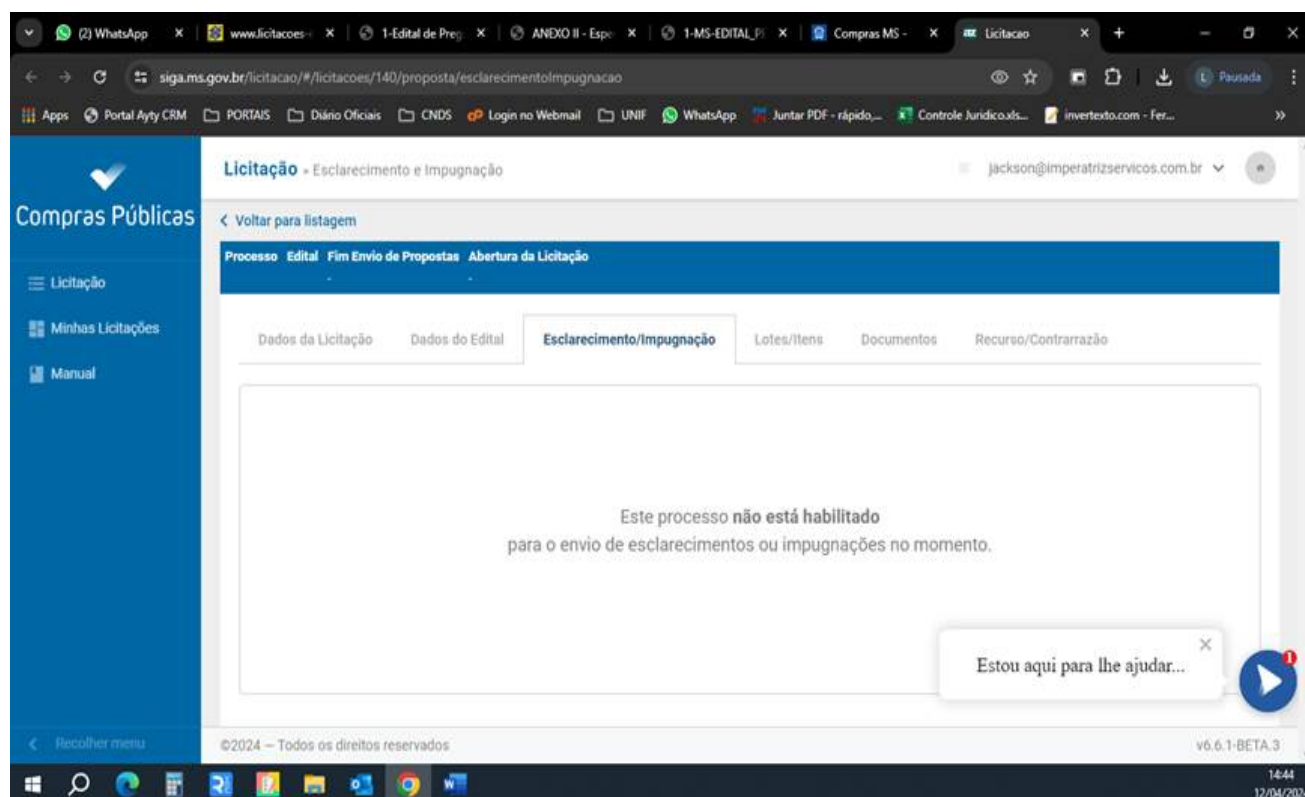 (2) WhatsApp
www.licitacoes-
1-Edital de Preg
ANEXO II - Espe
1-MS-EDITAL_P
Compras MS -
Licitacao
siga.ms.gov.br/licitacao/#/licitacoes/140/proposta/esclarecimentoImpugnacao
Pausada
Apps
Portal Ayty CRM
PORTAIS
Diário Oficiais
CNDS
Login no Webmail
UNIF
WhatsApp
Juntar PDF - rápido,...
Controle Juridico.xls...
invertexto.com - Fer...
Compras Públicas
Licitação - Esclarecimento e Impugnação
jackson@imperatrizservicos.com.br
Voltar para listagem
Processo Edital Fim Envio de Propostas Abertura da Licitação
- -
Licitação
Minhas Licitações
Manual
Dados da Licitação
Dados do Edital
Esclarecimento/Impugnação
Lotes/Itens
Documentos
Recurso/Contrarrazão
Este processo não está habilitado
para o envio de esclarecimentos ou impugnações no momento.
Estou aqui para lhe ajudar...
1
Recolher menu
©2024 – Todos os direitos reservados
v6.6.1-BETA.3
14:44
12/04/202